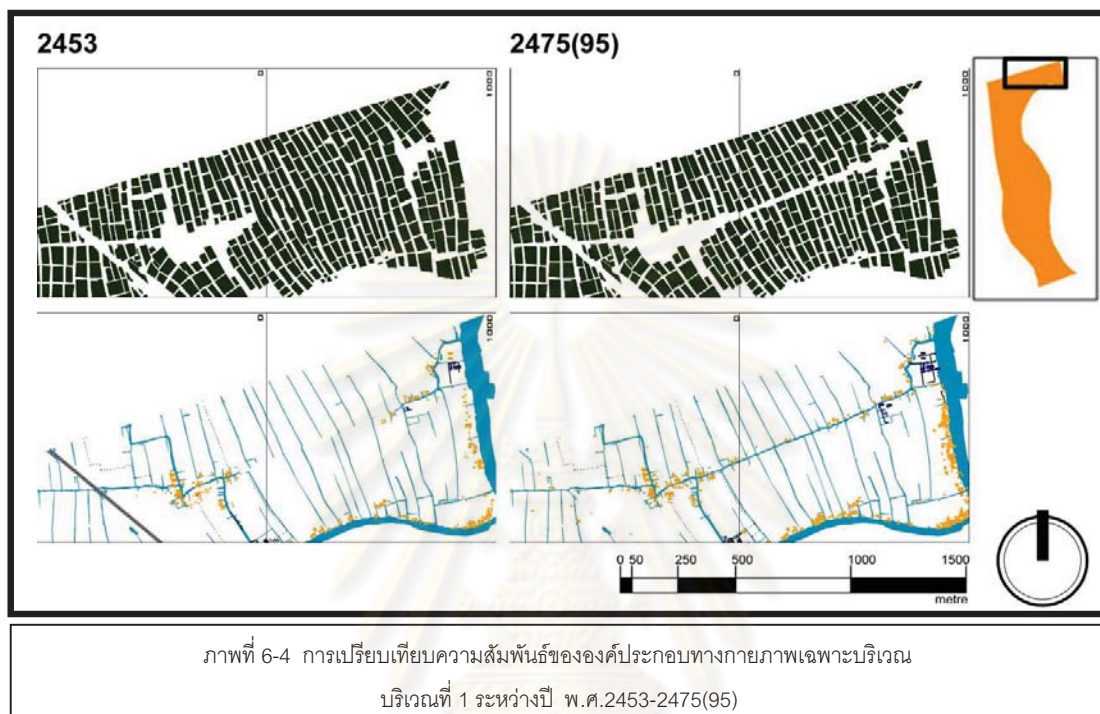 2453 2475(95)
0 1000 0 1000
0 1000 0 1000
0 50 250 500 1000 1500
metre
ภาพที่ 6-4 การเปรียบเทียบความสัมพันธ์ขององค์ประกอบทางกายภาพเฉพาะบริเวณ
บริเวณที่ 1 ระหว่างปี พ.ศ.2453-2475(95)